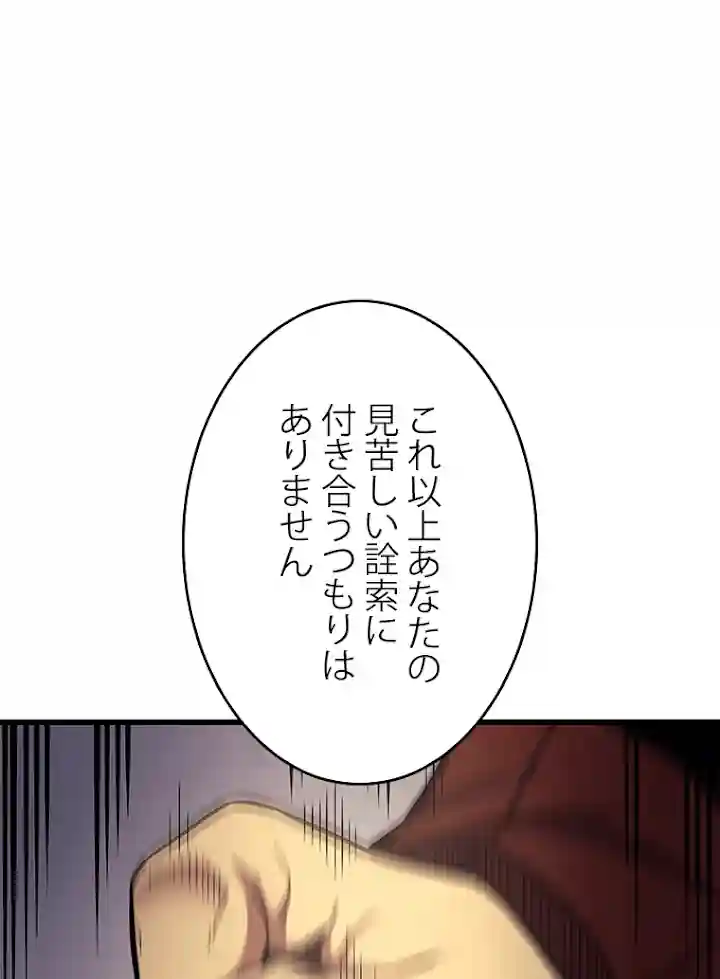 これ以上あなたの
見苦しい詮索に
付き合うつもりは
ありません